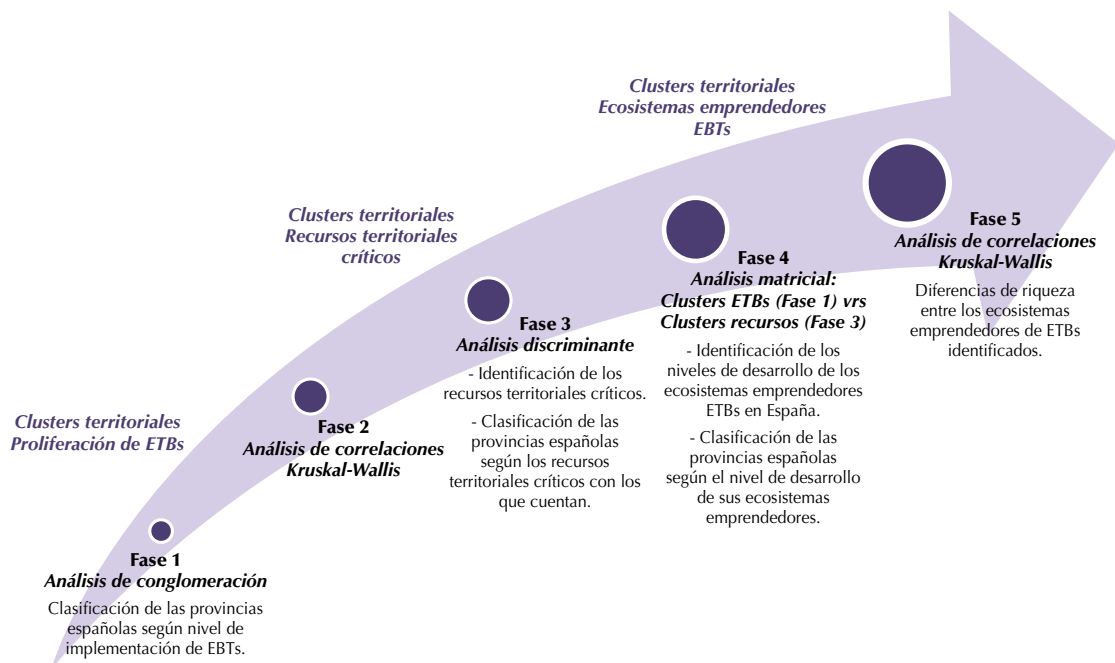 Clusters territoriales
Proliferación de ETBs
Fase 1
Análisis de conglomeración
Clasificación de las provincias
españolas según nivel de
implementación de EBTs.
Fase 2
Análisis de correlaciones
Kruskal-Wallis
Clusters territoriales
Recursos territoriales
críticos
Fase 3
Análisis discriminante
- Identificación de los
recursos territoriales críticos.
- Clasificación de las
provincias españolas
según los recursos
territoriales críticos con los
que cuentan.
Clusters territoriales
Ecosistemas emprendedores
EBTs
Fase 4
Análisis matricial:
Clusters ETBs (Fase 1) vrs
Clusters recursos (Fase 3)
- Identificación de los
niveles de desarrollo de los
ecosistemas emprendedores
ETBs en España.
- Clasificación de las
provincias españolas
según el nivel de desarrollo
de sus ecosistemas
emprendedores.
Fase 5
Análisis de correlaciones
Kruskal-Wallis
Diferencias de riqueza
entre los ecosistemas
emprendedores de ETBs
identificados.